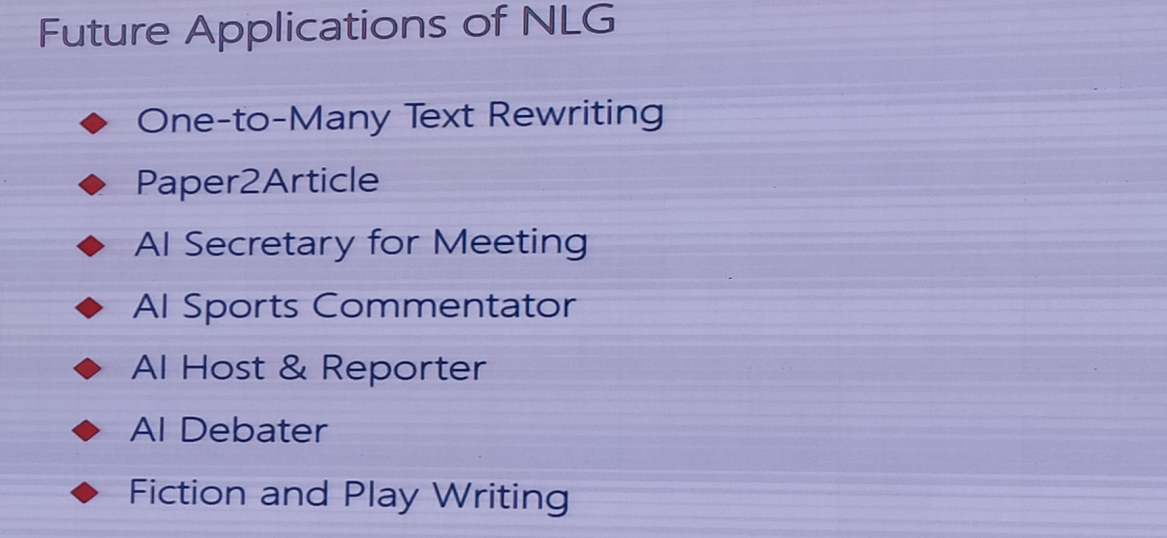 Future Applications of NLG
◆ One-to-Many Text Rewriting
◆ Paper2Article
◆ AI Secretary for Meeting
◆ AI Sports Commentator
◆ AI Host & Reporter
◆ AI Debater
◆ Fiction and Play Writing